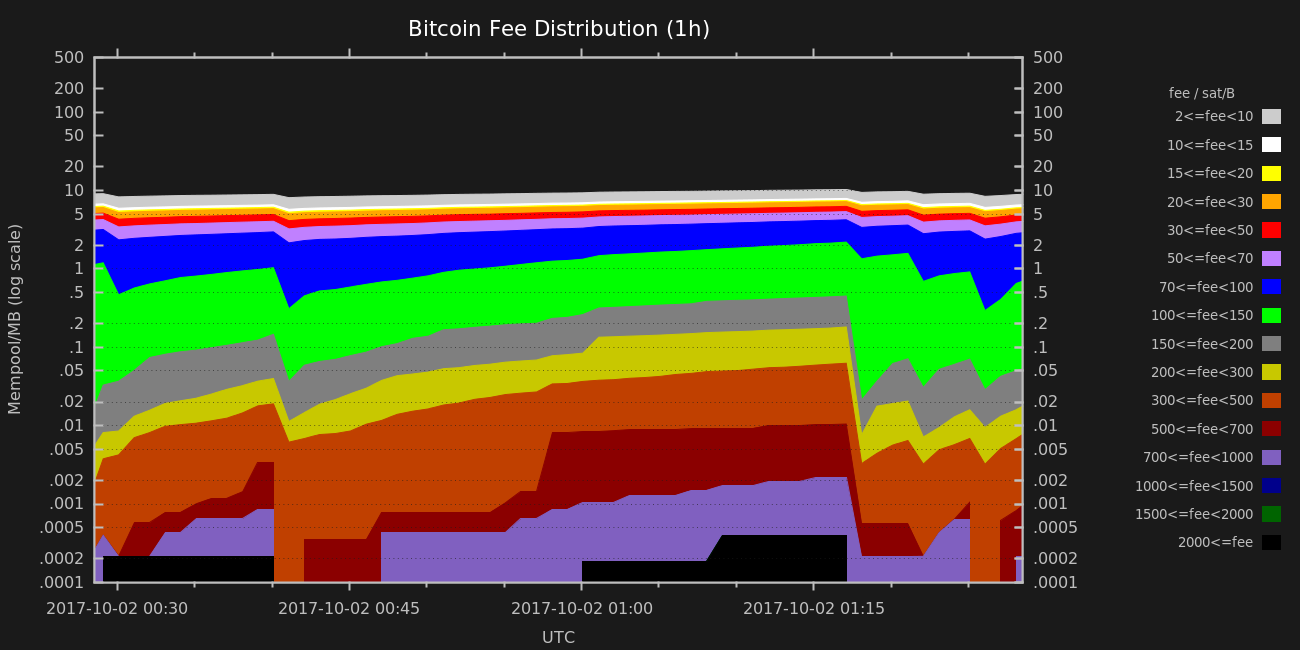 Bitcoin Fee Distribution (1h)
Mempool/MB (log scale)
500
200
100
50
20
10
5
2
1
.5
.2
.1
.05
.02
.01
.005
.002
.001
.0005
.0002
.0001
500
200
100
50
20
10
5
2
1
.5
.2
.1
.05
.02
.01
.005
.002
.001
.0005
.0002
.0001
2017-10-02 00:30
2017-10-02 00:45
2017-10-02 01:00
2017-10-02 01:15
UTC
fee / sat/B
2<=fee<10
10<=fee<15
15<=fee<20
20<=fee<30
30<=fee<50
50<=fee<70
70<=fee<100
100<=fee<150
150<=fee<200
200<=fee<300
300<=fee<500
500<=fee<700
700<=fee<1000
1000<=fee<1500
1500<=fee<2000
2000<=fee